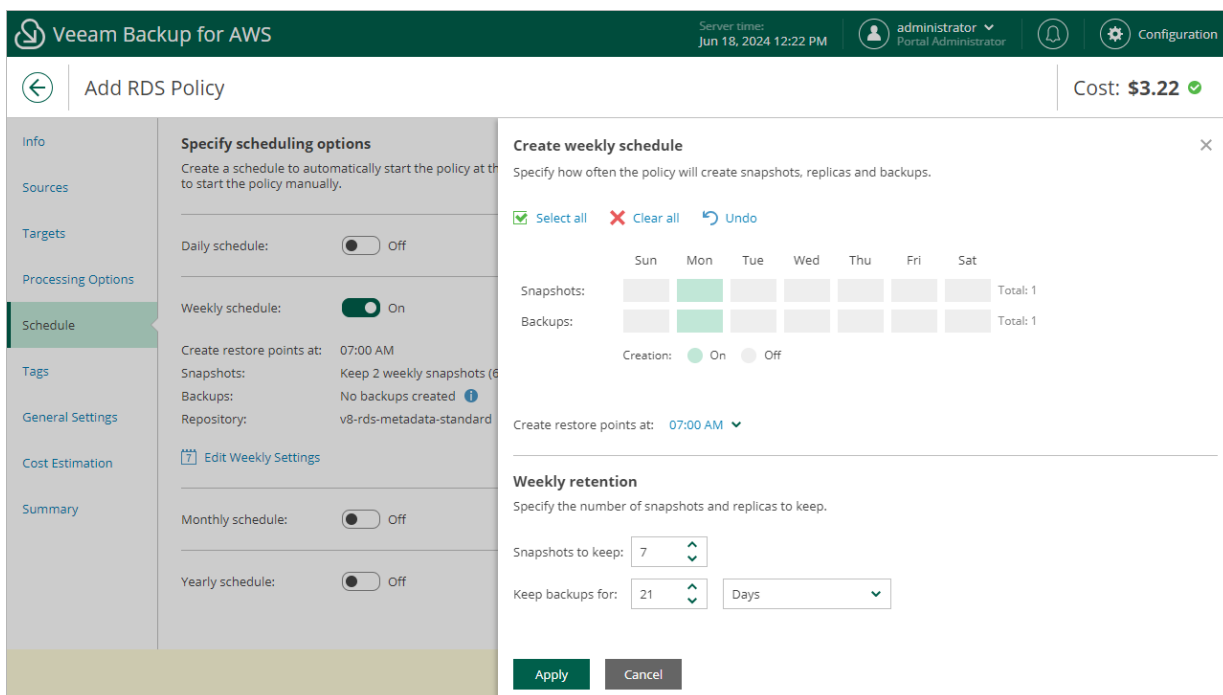 Veeam Backup for AWS
Server time:
Jun 18, 2024 12:22 PM
administrator
Portal Administrator
Configuration
Add RDS Policy
Cost: $3.22
Info
Sources
Targets
Processing Options
Schedule
Tags
General Settings
Cost Estimation
Summary
Specify scheduling options
Create a schedule to automatically start the policy at th
to start the policy manually.
Daily schedule: Off
Weekly schedule: On
Create restore points at: 07:00 AM
Snapshots: Keep 2 weekly snapshots (6
Backups: No backups created
Repository: v8-rds-metadata-standard
7 Edit Weekly Settings
Monthly schedule: Off
Yearly schedule: Off
Create weekly schedule
Specify how often the policy will create snapshots, replicas and backups.
Select all Clear all Undo
Sun Mon Tue Wed Thu Fri Sat
Snapshots: Total: 1
Backups: Total: 1
Creation: On Off
Create restore points at: 07:00 AM
Weekly retention
Specify the number of snapshots and replicas to keep.
Snapshots to keep: 7
Keep backups for: 21 Days
Apply Cancel